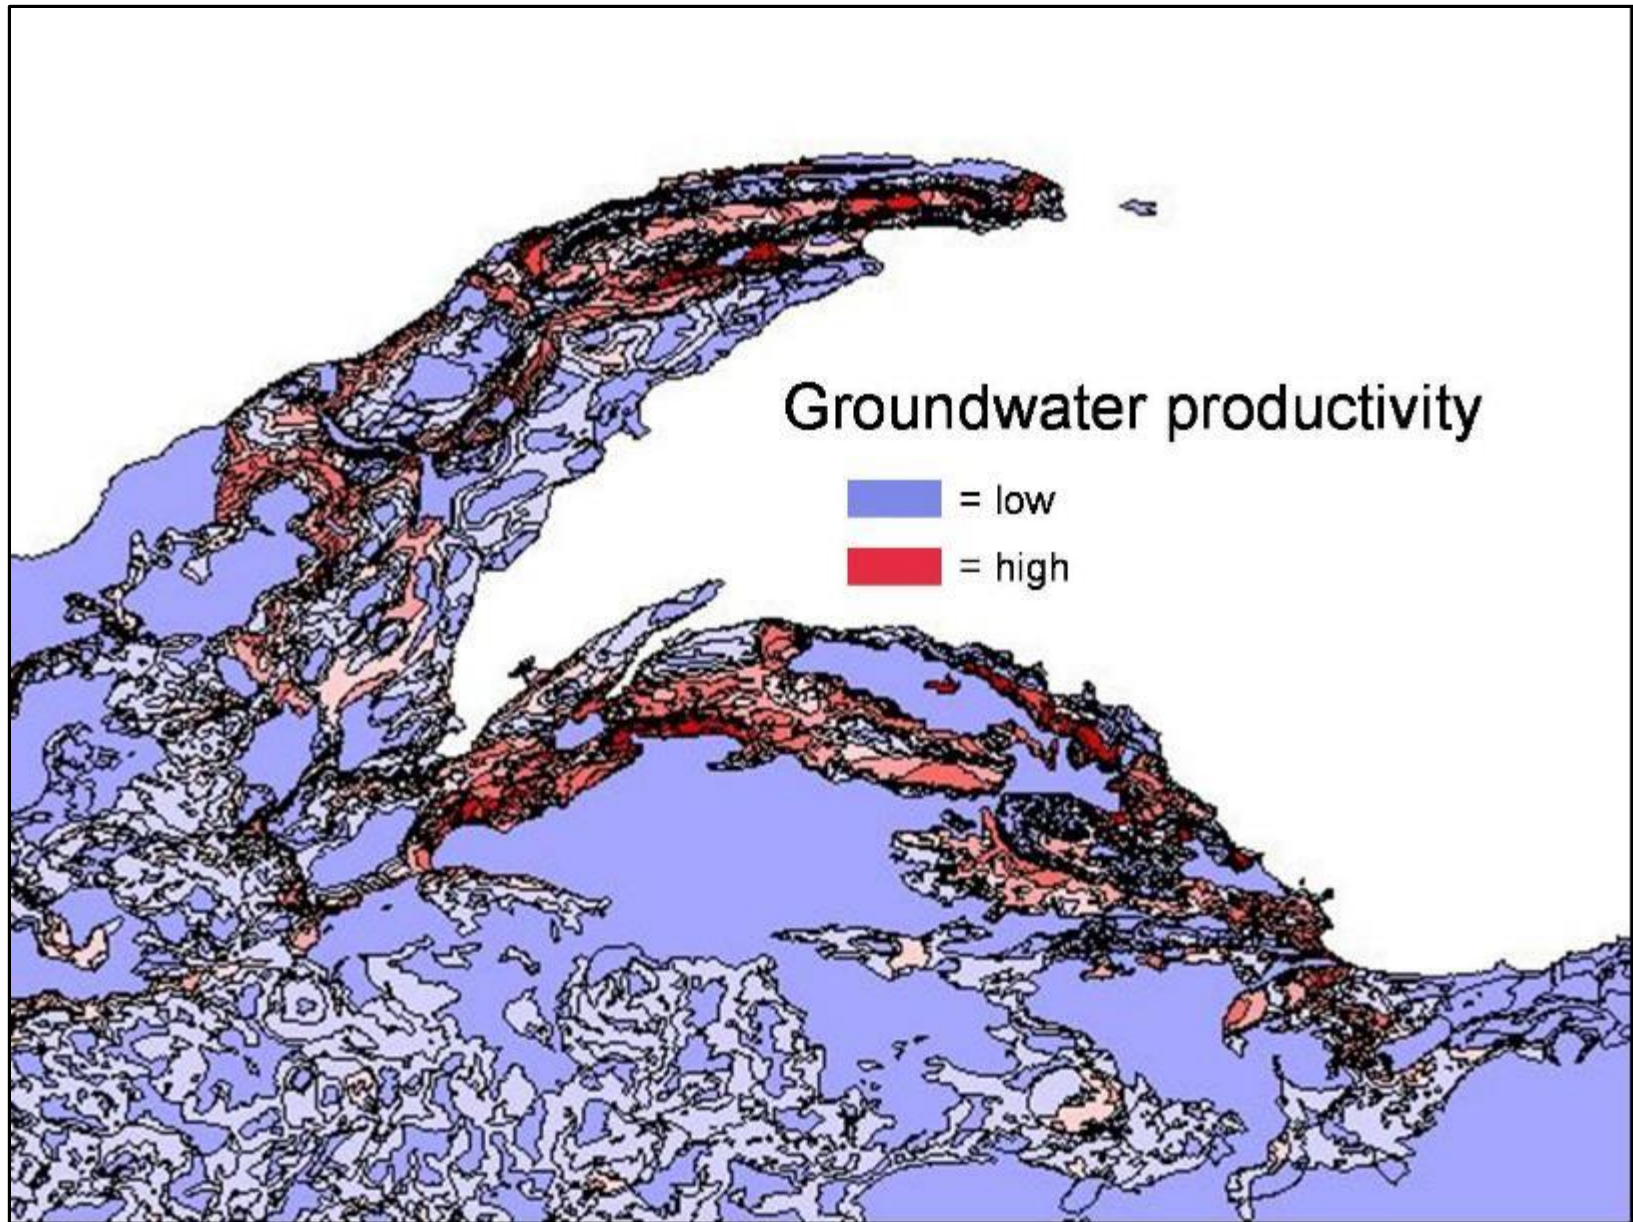 Groundwater productivity
= low
= high